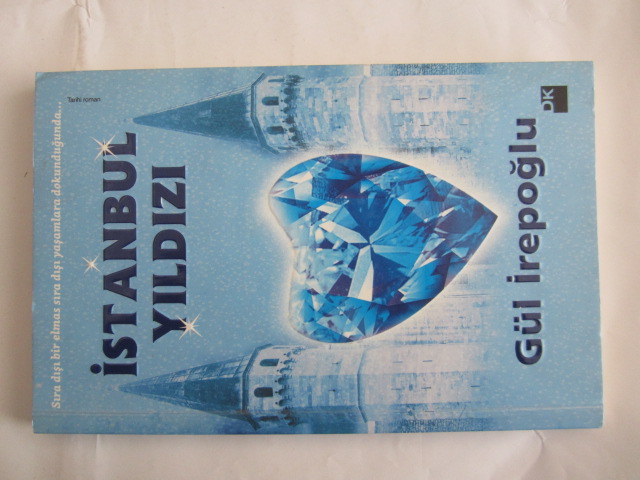 Sıra dışı bir elmas sıra dışı yaşamlara dokunduğunda...
Tarihi roman
İSTANBUL
YILDIZI
Gül İrepoğlu
DK